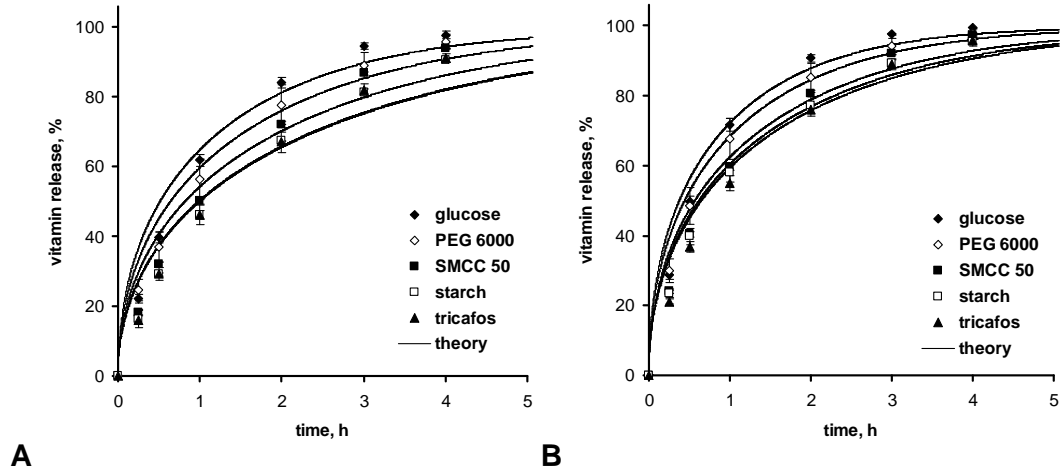 100
80
60
40
20
0
vitamin release, %
0 1 2 3 4 5
time, h
glucose
PEG 6000
SMCC 50
starch
tricafos
theory
A
100
80
60
40
20
0
vitamin release, %
0 1 2 3 4 5
time, h
glucose
PEG 6000
SMCC 50
starch
tricafos
theory
B